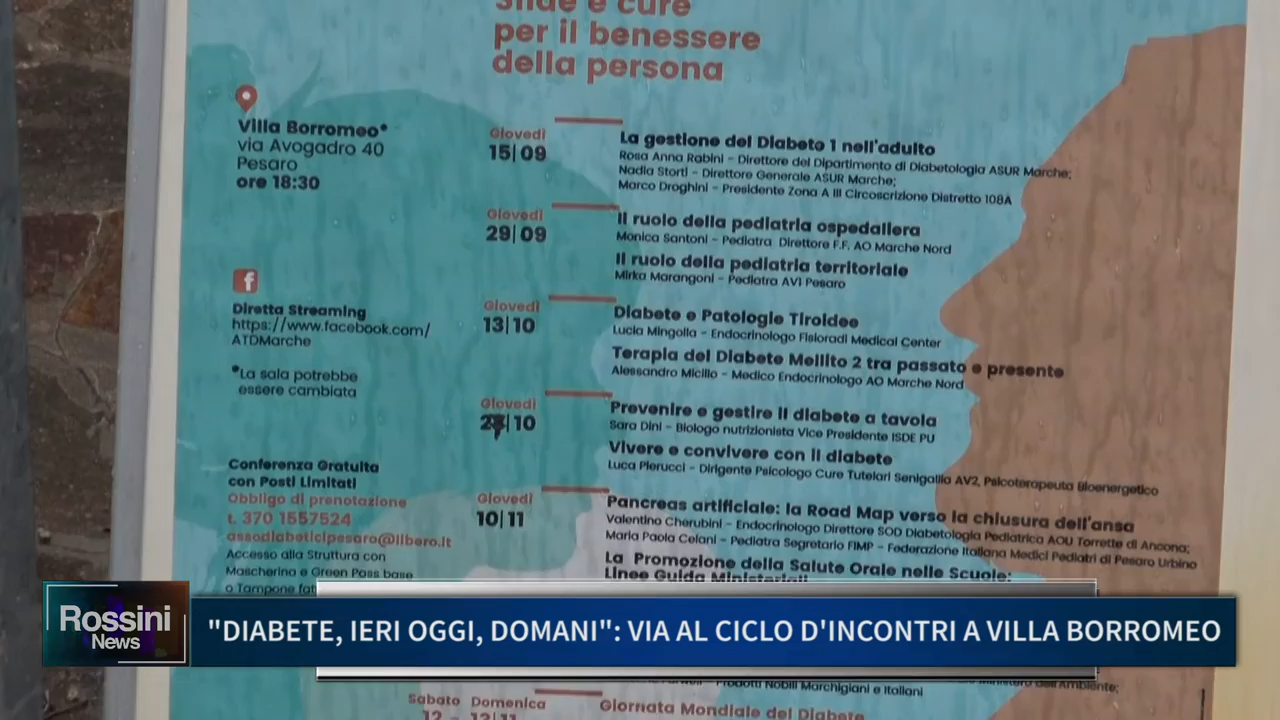 Sfide e cure
per il benessere
della persona
Villa Borromeo*
via Avogadro 40
Pesaro
ore 18:30
Diretta Streaming
https://www.facebook.com/
ATDMarche
*La sala potrebbe
essere cambiata
Conferenza Gratuita
con Posti Limitati
Obbligo di prenotazione
t. 370 1557524
assodiabeticipesaro@libero.it
Accesso alla Struttura con
Mascherina e Green Pass base
o Tampone
Giovedì
15|09
La gestione del Diabete 1 nell'adulto
Rosa Anna Rabini - Direttore del Dipartimento di Diabetologia ASUR Marche;
Nadia Storti - Direttore Generale ASUR Marche;
Marco Droghini - Presidente Zona A III Circoscrizione Distretto 108A
Giovedì
29|09
Il ruolo della pediatria ospedaliera
Monica Santoni - Pediatra Direttore F.F. AO Marche Nord
Il ruolo della pediatria territoriale
Mirka Marangoni - Pediatra AV1 Pesaro
Giovedì
13|10
Diabete e Patologie Tiroidee
Lucia Mingolla - Endocrinologo Fisioradi Medical Center
Terapia del Diabete Mellito 2 tra passato e presente
Alessandro Micillo - Medico Endocrinologo AO Marche Nord
Giovedì
|10
Prevenire e gestire il diabete a tavola
Sara Dini - Biologo nutrizionista Vice Presidente ISDE PU
Vivere e convivere con il diabete
Luca Pierucci - Dirigente Psicologo Cure Tutelari Senigallia AV2, Psicoterapeuta Bioenergetico
Giovedì
10|11
Pancreas artificiale: la Road Map verso la chiusura dell'ansa
Valentino Cherubini - Endocrinologo Direttore SOD Diabetologia Pediatrica AOU Torrette di Ancona;
Maria Paola Celani - Pediatra Segretario FIMP - Federazione Italiana Medici Pediatri di Pesaro Urbino
La Promozione della Salute Orale nelle Scuole:
Linee Guida Ministeriali
Rossini
News
"DIABETE, IERI OGGI, DOMANI": VIA AL CICLO D'INCONTRI A VILLA BORROMEO
Prodotti Nobili Marchigiani e Italiani
Sabato Domenica
12 - 13|11
Giornata Mondiale del Diabete